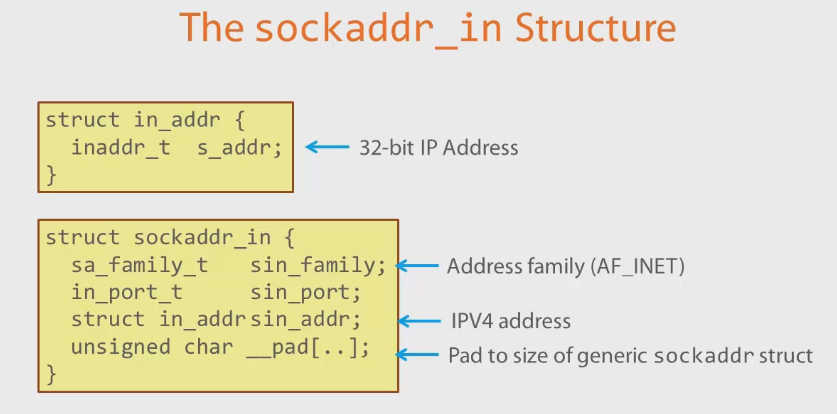 The sockaddr_in Structure
struct in_addr {
inaddr_t s_addr;
32-bit IP Address
}
struct sockaddr_in {
sa_family_t sin_family;
Address family (AF_INET)
in_port_t sin_port;
struct in_addr sin_addr;
IPV4 address
unsigned char __pad[..];
Pad to size of generic sockaddr struct
}